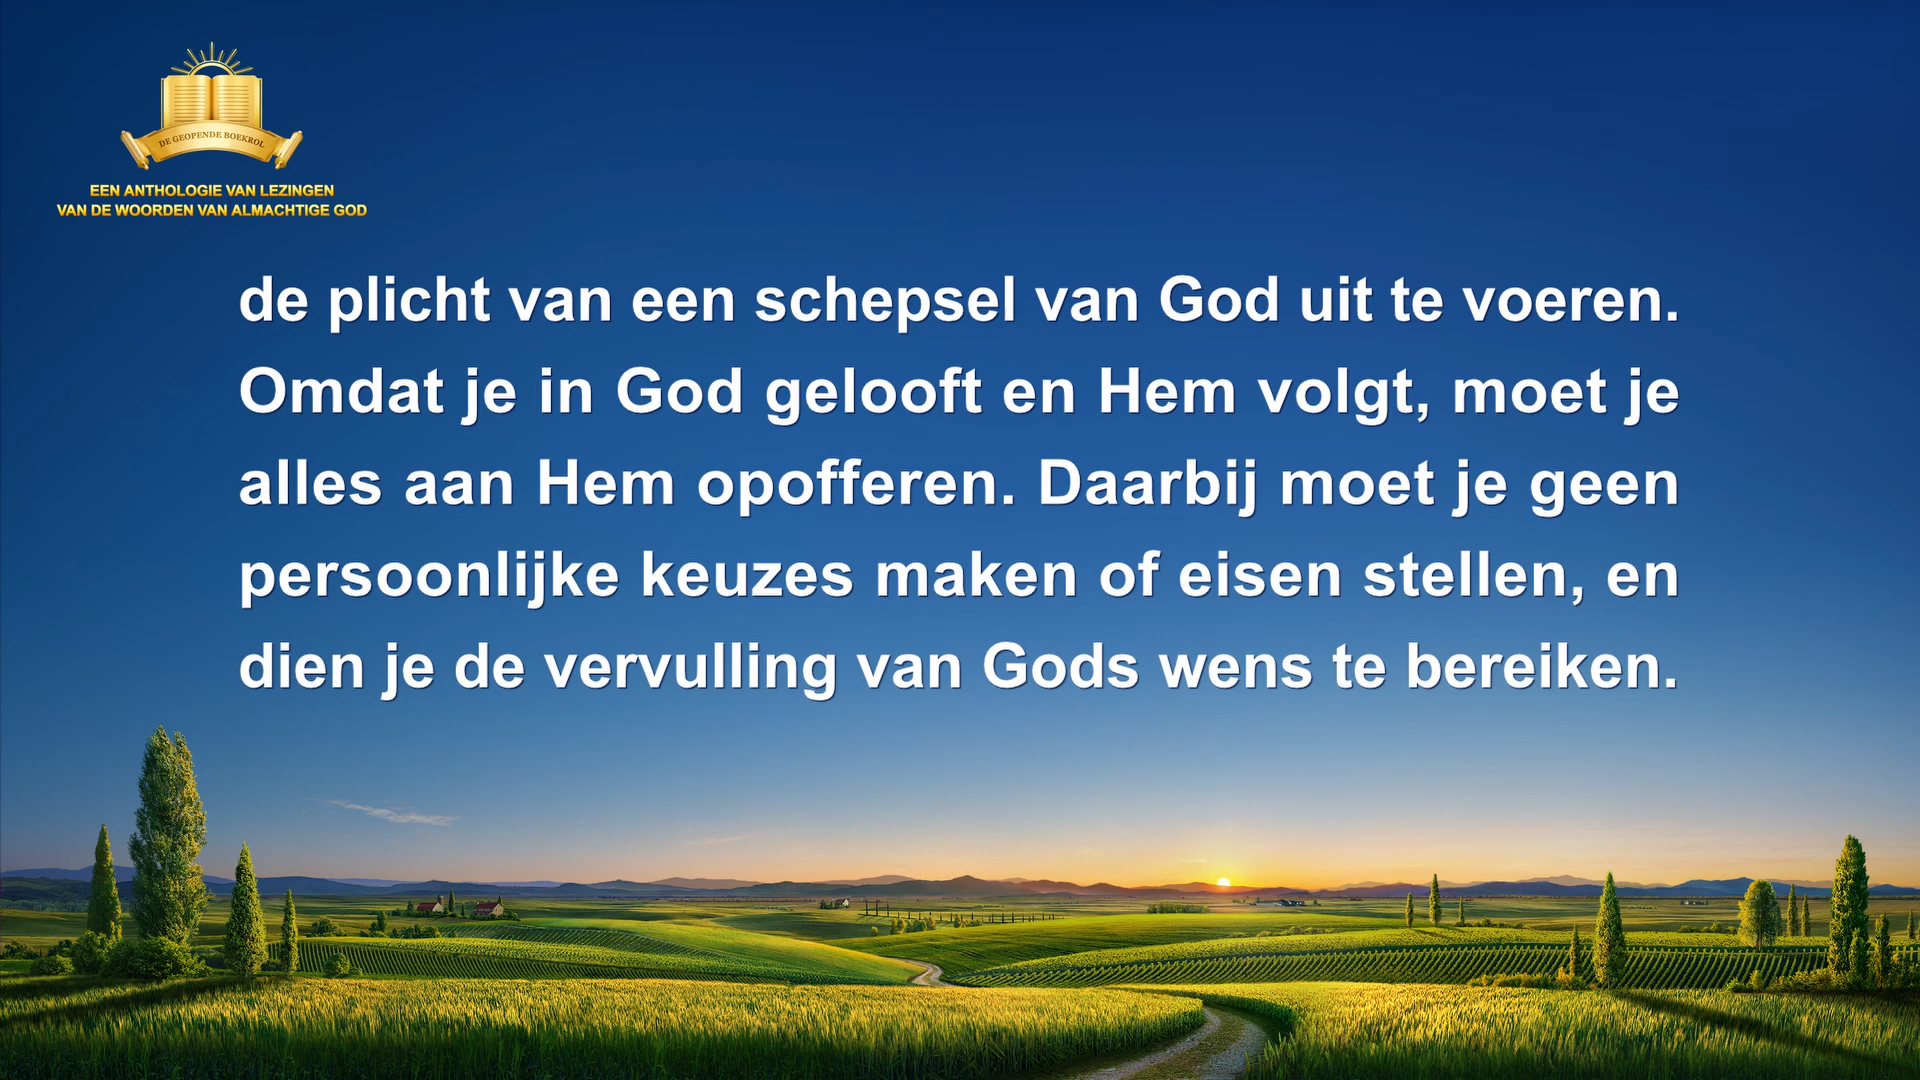 DE GEOPENDE BOEKROL
EEN ANTHOLOGIE VAN LEZINGEN
VAN DE WOORDEN VAN ALMACHTIGE GOD
de plicht van een schepsel van God uit te voeren.
Omdat je in God gelooft en Hem volgt, moet je
alles aan Hem opofferen. Daarbij moet je geen
persoonlijke keuzes maken of eisen stellen, en
dien je de vervulling van Gods wens te bereiken.